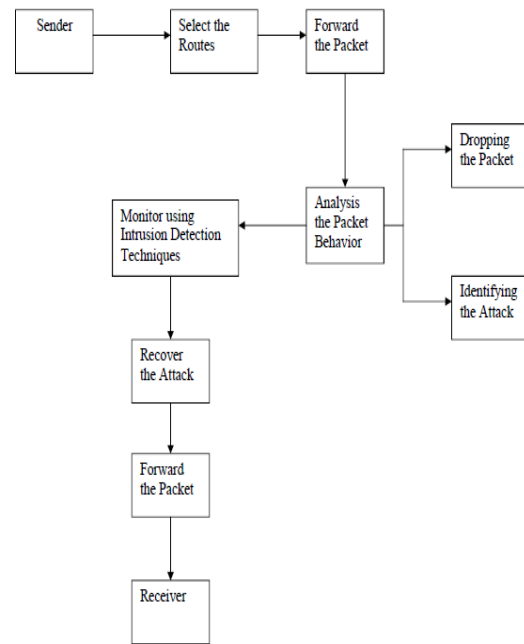 Sender
Select the
Routes
Forward
the Packet
Dropping
the Packet
Analysis
the Packet
Behavior
Monitor using
Intrusion Detection
Techniques
Identifying
the Attack
Recover
the Attack
Forward
the Packet
Receiver